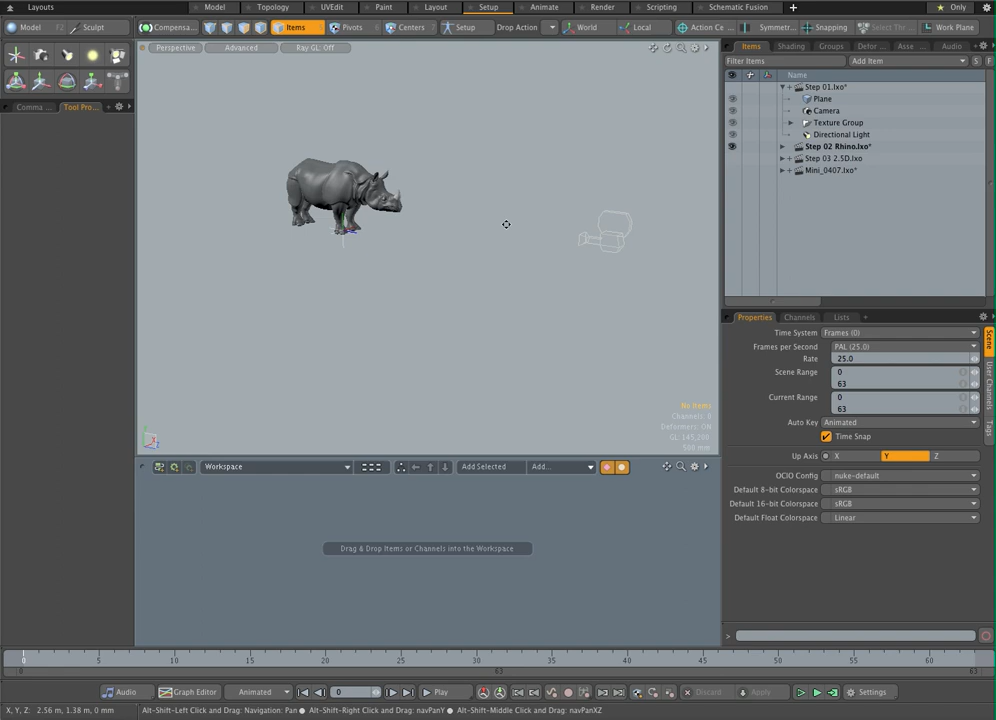 Layouts Model Topology UVEdit Paint Layout Setup Animate Render Scripting Schematic Fusion Only
Model F2 Sculpt Compensa... Items Pivots Centers Setup Drop Action World Local Action Ce ... Symmetr... Snapping Select Thr ... Work Plane
Perspective Advanced Ray GL: Off
Items Shading Groups Defor ... Asse ... Audio
Filter Items Add Item S F
Name
Step 01.lxo*
Plane
Camera
Texture Group
Directional Light
Step 02 Rhino.lxo*
Step 03 2.5D.lxo
Mini_0407.lxo*
Comma ... Tool Pro...
No Items
Channels: 0
Deformers: ON
GL: 145,200
500 mm
Properties Channels Lists +
Time System Frames (0)
Frames per Second PAL (25.0)
Rate 25.0
Scene Range 0
63
Current Range 0
63
Auto Key Animated
Time Snap
Up Axis X Y Z
OCIO Config nuke-default
Default 8-bit Colorspace sRGB
Default 16-bit Colorspace sRGB
Default Float Colorspace Linear
Scene
User Channels
Tags
Workspace Add Selected Add...
Drag & Drop Items or Channels into the Workspace
0 5 10 15 20 25 30 35 40 45 50 55 60
0 63 63
Audio Graph Editor Animated 0 Play Discard Apply Settings
X, Y, Z: 2.56 m, 1.38 m, 0 mm Alt-Shift-Left Click and Drag: Navigation: Pan ● Alt-Shift-Right Click and Drag: navPanY ● Alt-Shift-Middle Click and Drag: navPanXZ